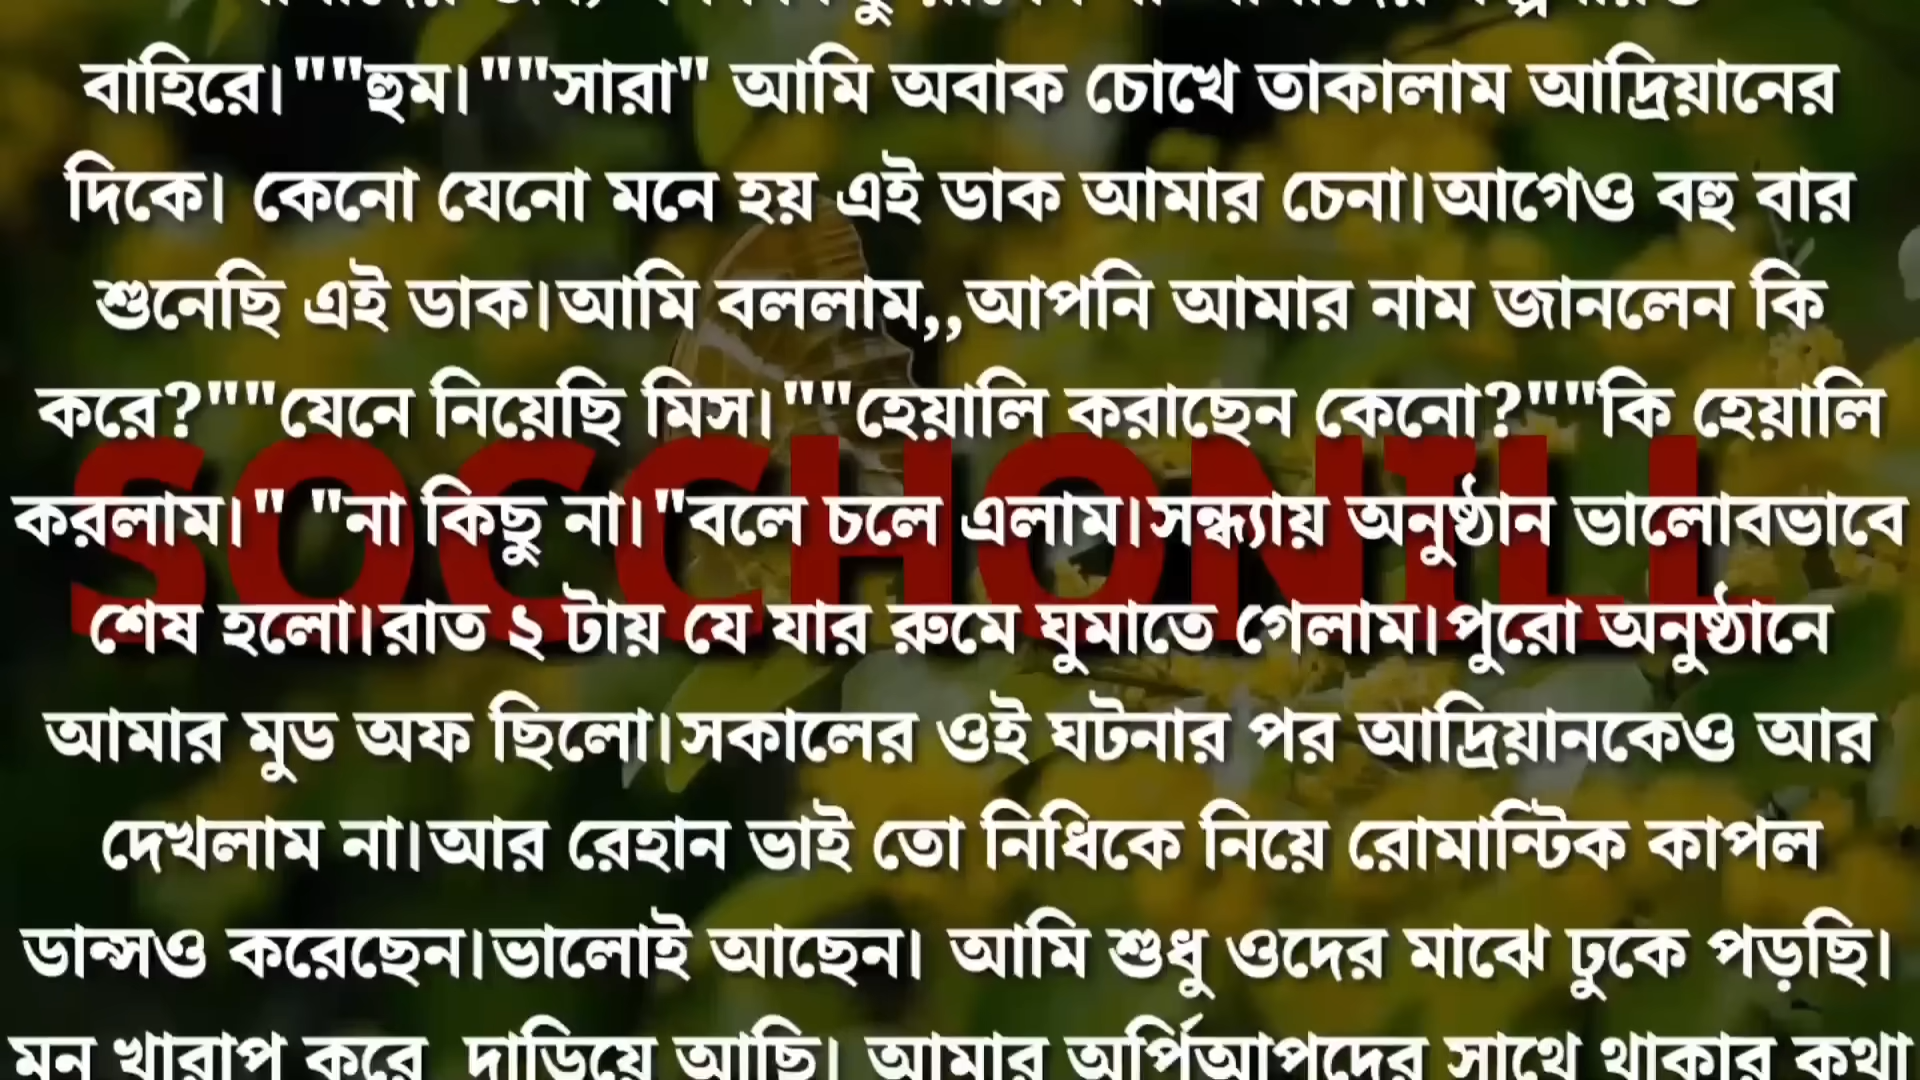 বাহিরে।""হুম।""সারা" আমি অবাক চোখে তাকালাম আদ্রিয়ানের
দিকে। কেনো যেনো মনে হয় এই ডাক আমার চেনা।আগেও বহু বার
শুনেছি এই ডাক।আমি বললাম,,আপনি আমার নাম জানলেন কি
করে?""যেনে নিয়েছি মিস।""হেয়ালি করাছেন কেনো?""কি হেয়ালি
SOCCHONILL
করলাম।" "না কিছু না।"বলে চলে এলাম।সন্ধ্যায় অনুষ্ঠান ভালোবভাবে
শেষ হলো।রাত ২ টায় যে যার রুমে ঘুমাতে গেলাম।পুরো অনুষ্ঠানে
আমার মুড অফ ছিলো।সকালের ওই ঘটনার পর আদ্রিয়ানকেও আর
দেখলাম না।আর রেহান ভাই তো নিধিকে নিয়ে রোমান্টিক কাপল
ডান্সও করেছেন।ভালোই আছেন। আমি শুধু ওদের মাঝে ঢুকে পড়ছি।
মন খারাপ করে দাড়িয়ে আছি। আমার অর্পিআপুদের সাথে থাকার কথা